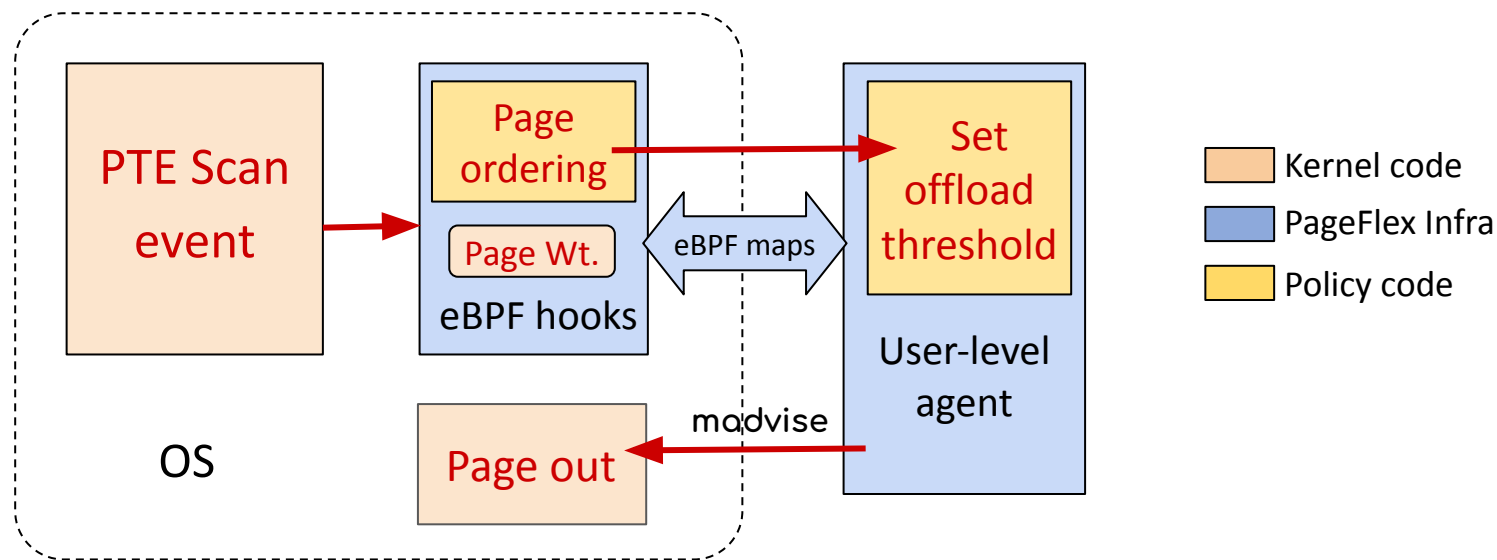 PTE Scan
event
Page
ordering
Page Wt.
eBPF hooks
eBPF maps
Set
offload
threshold
User-level
agent
madvise
Page out
OS
Kernel code
PageFlex Infra
Policy code